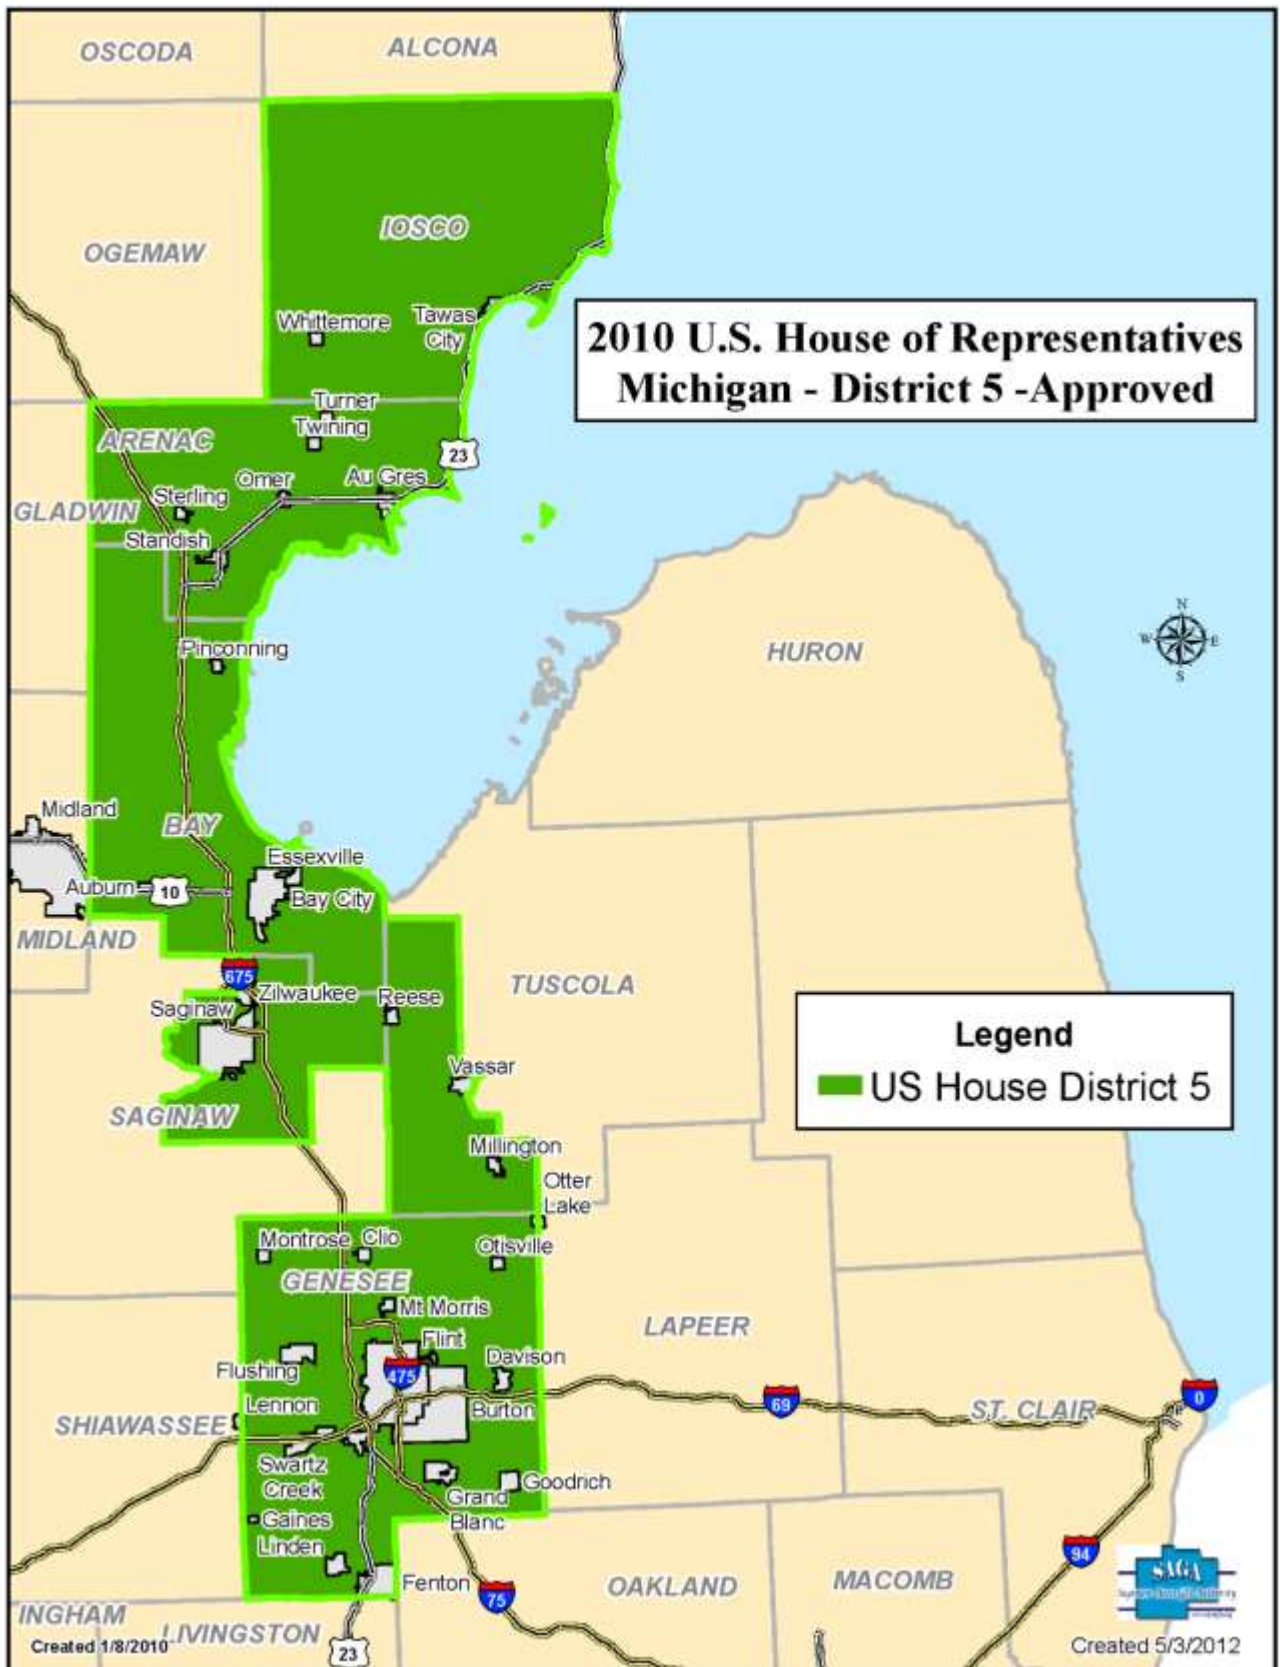 OSCODA
ALCONA
IOSCO
OGEMAW
Whittemore
Tawas
City
2010 U.S. House of Representatives
Michigan - District 5 -Approved
Turner
Twining
ARENAC
23
Omer
Au Gres
Sterling
GLADWIN
Standish
N
W
E
S
Pinconning
HURON
Midland
BAY
Essexville
Auburn
10
Bay City
MIDLAND
675
TUSCOLA
Zilwaukee
Reese
Saginaw
Legend
US House District 5
Vassar
SAGINAW
Millington
Otter
Lake
Montrose
Clio
Otisville
GENESEE
Mt Morris
LAPEER
Flint
Flushing
475
Davison
Lennon
69
0
SHIAWASSEE
Burton
ST. CLAIR
Swartz
Creek
Goodrich
Grand
Blanc
Gaines
Linden
94
SAGA
Fenton
75
OAKLAND
MACOMB
INGHAM
LIVINGSTON
Created 1/8/2010
23
Created 5/3/2012